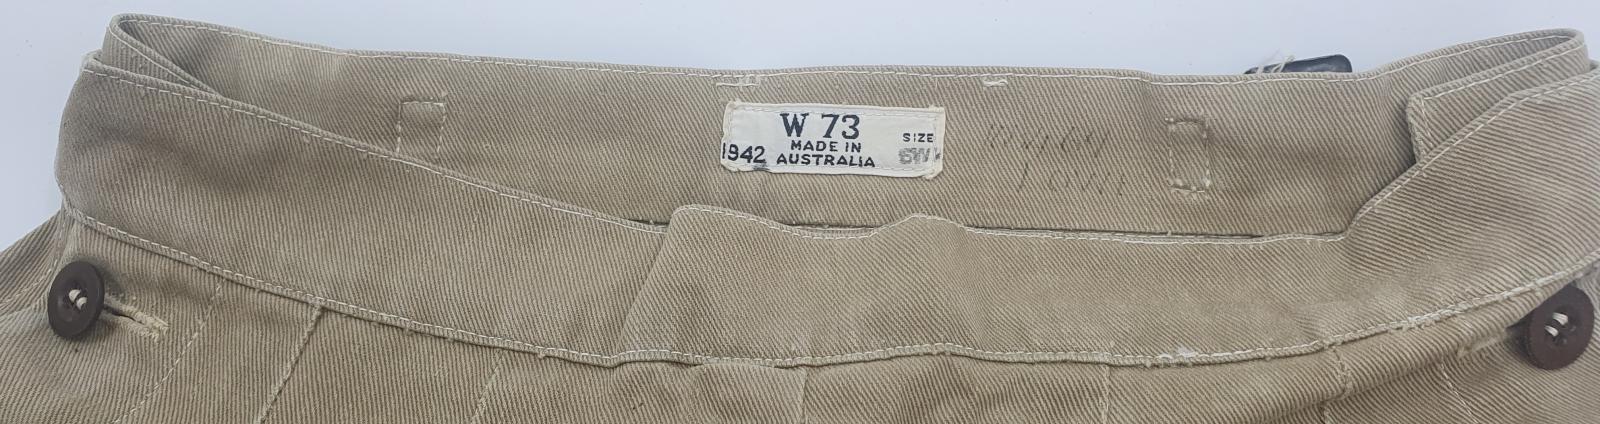 W 73
MADE IN
1942 AUSTRALIA
SIZE
6W